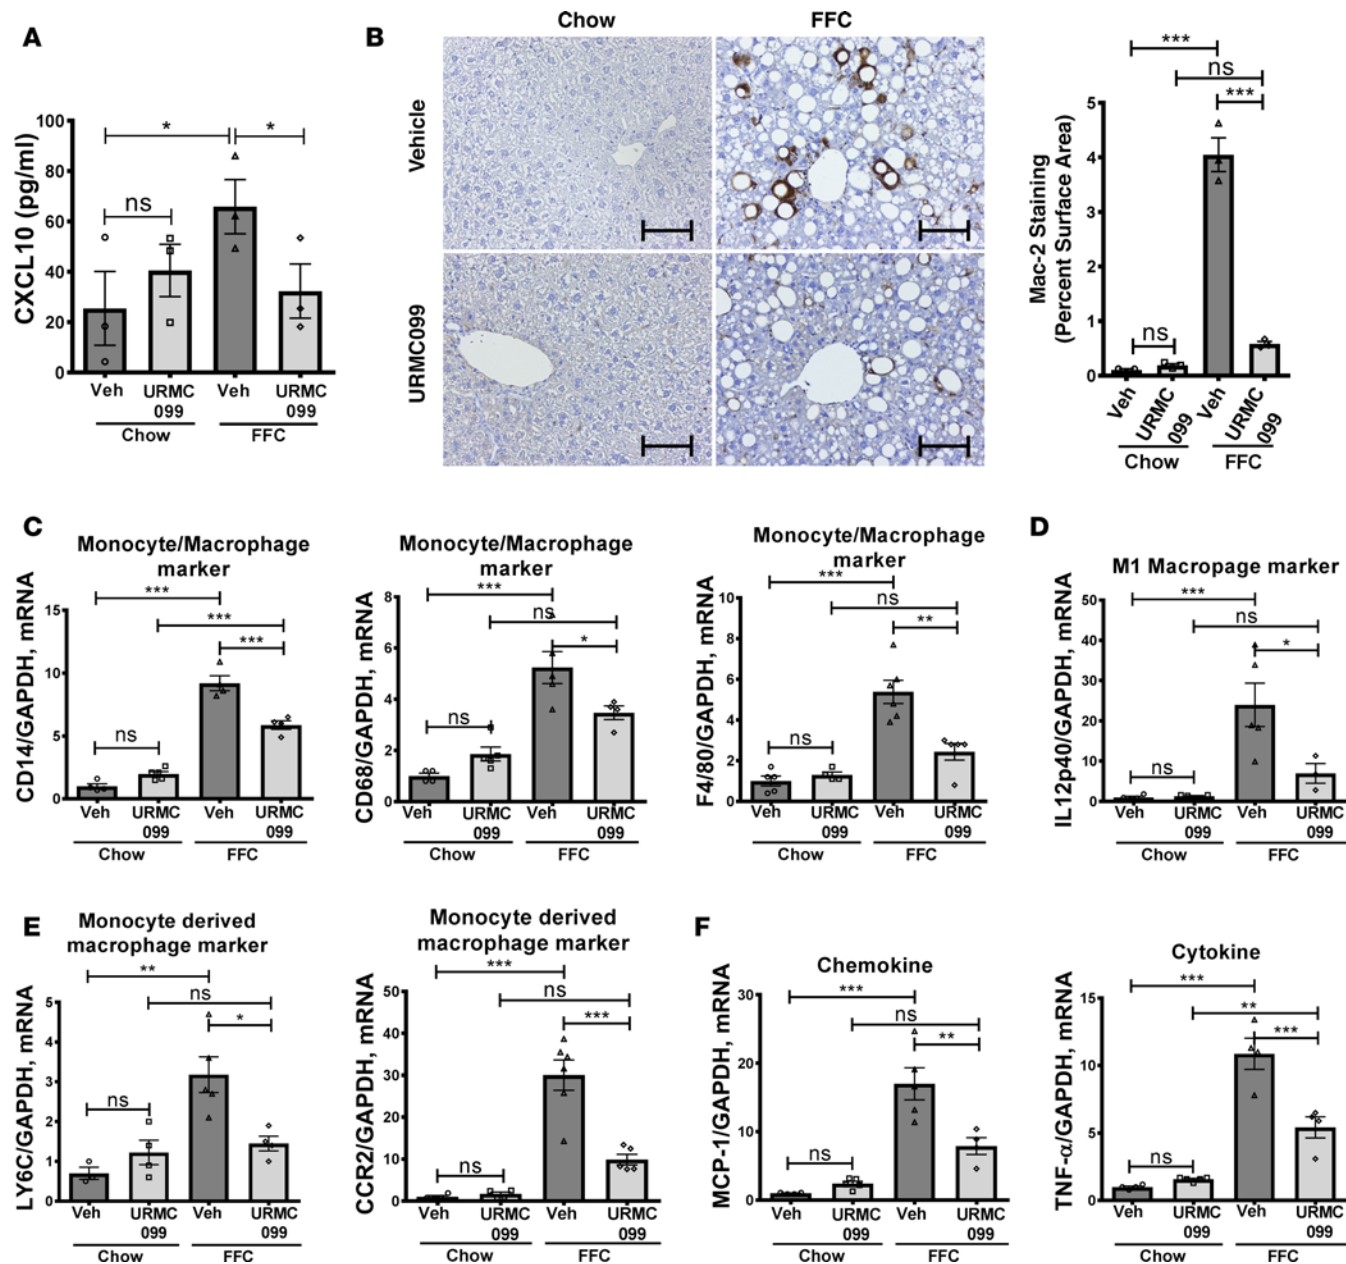 A
CXCL10 (pg/ml)
100
80
60
40
20
0
*
*
ns
Veh
URMC
099
Veh
URMC
099
Chow
FFC
B
Chow
FFC
Vehicle
URMC099
Mac-2 Staining
(Percent Surface Area)
5
4
3
2
1
0
***
ns
***
ns
Veh
URMC
099
Veh
URMC
099
Chow
FFC
C
Monocyte/Macrophage
marker
CD14/GAPDH, mRNA
15
10
5
0
***
***
***
ns
Veh
URMC
099
Veh
URMC
099
Chow
FFC
Monocyte/Macrophage
marker
CD68/GAPDH, mRNA
8
6
4
2
0
***
ns
*
ns
Veh
URMC
099
Veh
URMC
099
Chow
FFC
Monocyte/Macrophage
marker
F4/80/GAPDH, mRNA
10
8
6
4
2
0
***
ns
**
ns
Veh
URMC
099
Veh
URMC
099
Chow
FFC
D
M1 Macropage marker
IL12p40/GAPDH, mRNA
50
40
30
20
10
0
***
ns
*
ns
Veh
URMC
099
Veh
URMC
099
Chow
FFC
E
Monocyte derived
macrophage marker
LY6C/GAPDH, mRNA
5
4
3
2
1
0
**
ns
*
ns
Veh
URMC
099
Veh
URMC
099
Chow
FFC
Monocyte derived
macrophage marker
CCR2/GAPDH, mRNA
50
40
30
20
10
0
***
ns
***
ns
Veh
URMC
099
Veh
URMC
099
Chow
FFC
F
Chemokine
MCP-1/GAPDH, mRNA
30
20
10
0
***
ns
**
ns
Veh
URMC
099
Veh
URMC
099
Chow
FFC
Cytokine
TNF-α/GAPDH, mRNA
15
10
5
0
***
**
***
ns
Veh
URMC
099
Veh
URMC
099
Chow
FFC